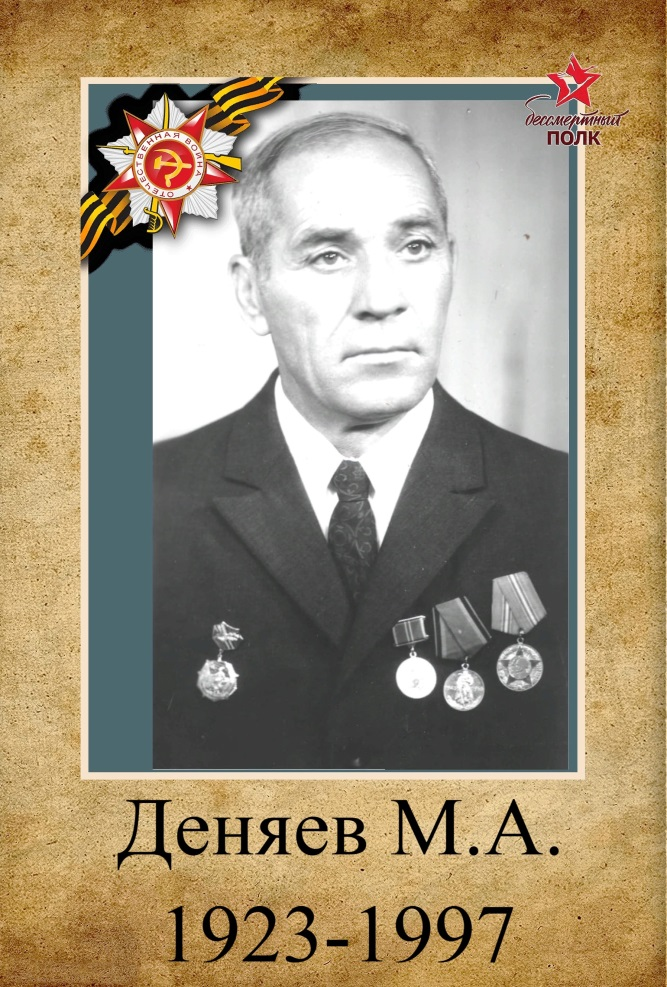 ОТЕЧЕСТВЕННАЯ ВОЙНА
бессмертный
ПОЛК
Деняев М.А.
1923-1997